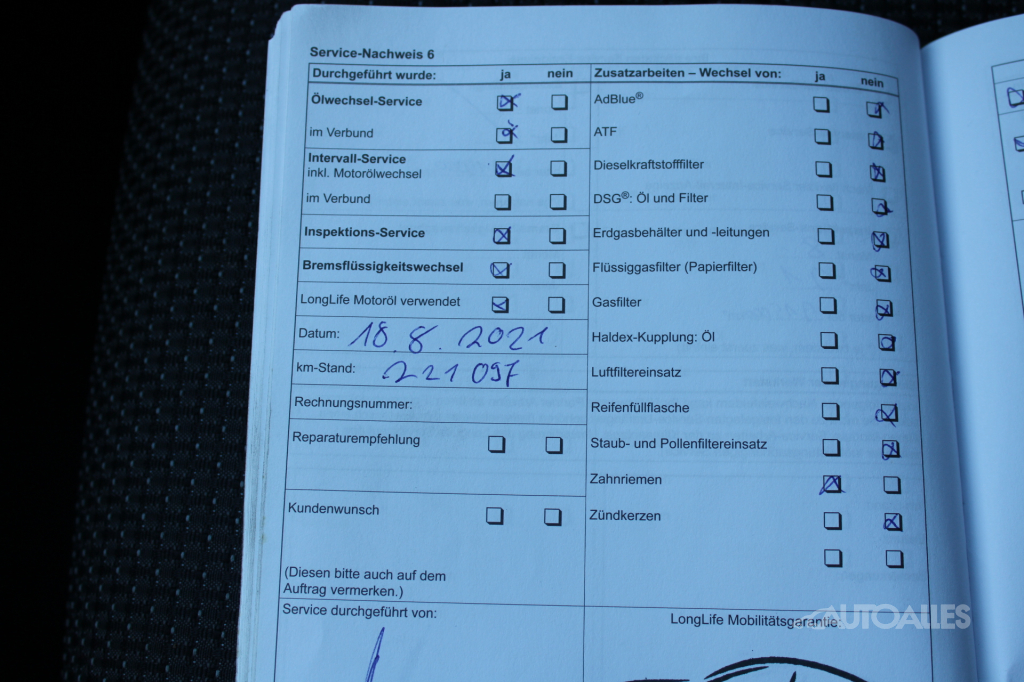 Service-Nachweis 6
Durchgeführt wurde: ja nein
Ölwechsel-Service
im Verbund
Intervall-Service
inkl. Motorölwechsel
im Verbund
Inspektions-Service
Bremsflüssigkeitswechsel
LongLife Motoröl verwendet
Datum: 18.8.2021
km-Stand: 221 097
Rechnungsnummer:
Reparaturempfehlung
Kundenwunsch
(Diesen bitte auch auf dem
Auftrag vermerken.)
Service durchgeführt von:
Zusatzarbeiten – Wechsel von: ja nein
AdBlue®
ATF
Dieselkraftstofffilter
DSG®: Öl und Filter
Erdgasbehälter und -leitungen
Flüssiggasfilter (Papierfilter)
Gasfilter
Haldex-Kupplung: Öl
Luftfiltereinsatz
Reifenfüllflasche
Staub- und Pollenfiltereinsatz
Zahnriemen
Zündkerzen
LongLife Mobilitätsgarantie:
AUTOALLES